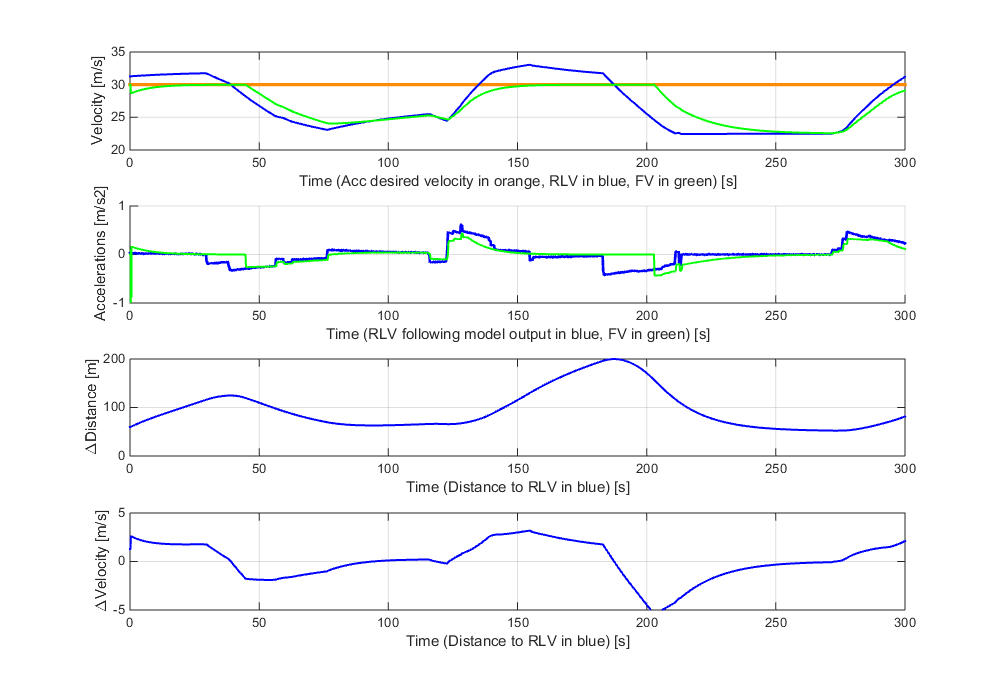 35
30
25
20
Velocity [m/s]
0 50 100 150 200 250 300
Time (Acc desired velocity in orange, RLV in blue, FV in green) [s]
1
0
-1
Accelerations [m/s2]
0 50 100 150 200 250 300
Time (RLV following model output in blue, FV in green) [s]
200
100
0
ΔDistance [m]
0 50 100 150 200 250 300
Time (Distance to RLV in blue) [s]
5
0
-5
ΔVelocity [m/s]
0 50 100 150 200 250 300
Time (Distance to RLV in blue) [s]